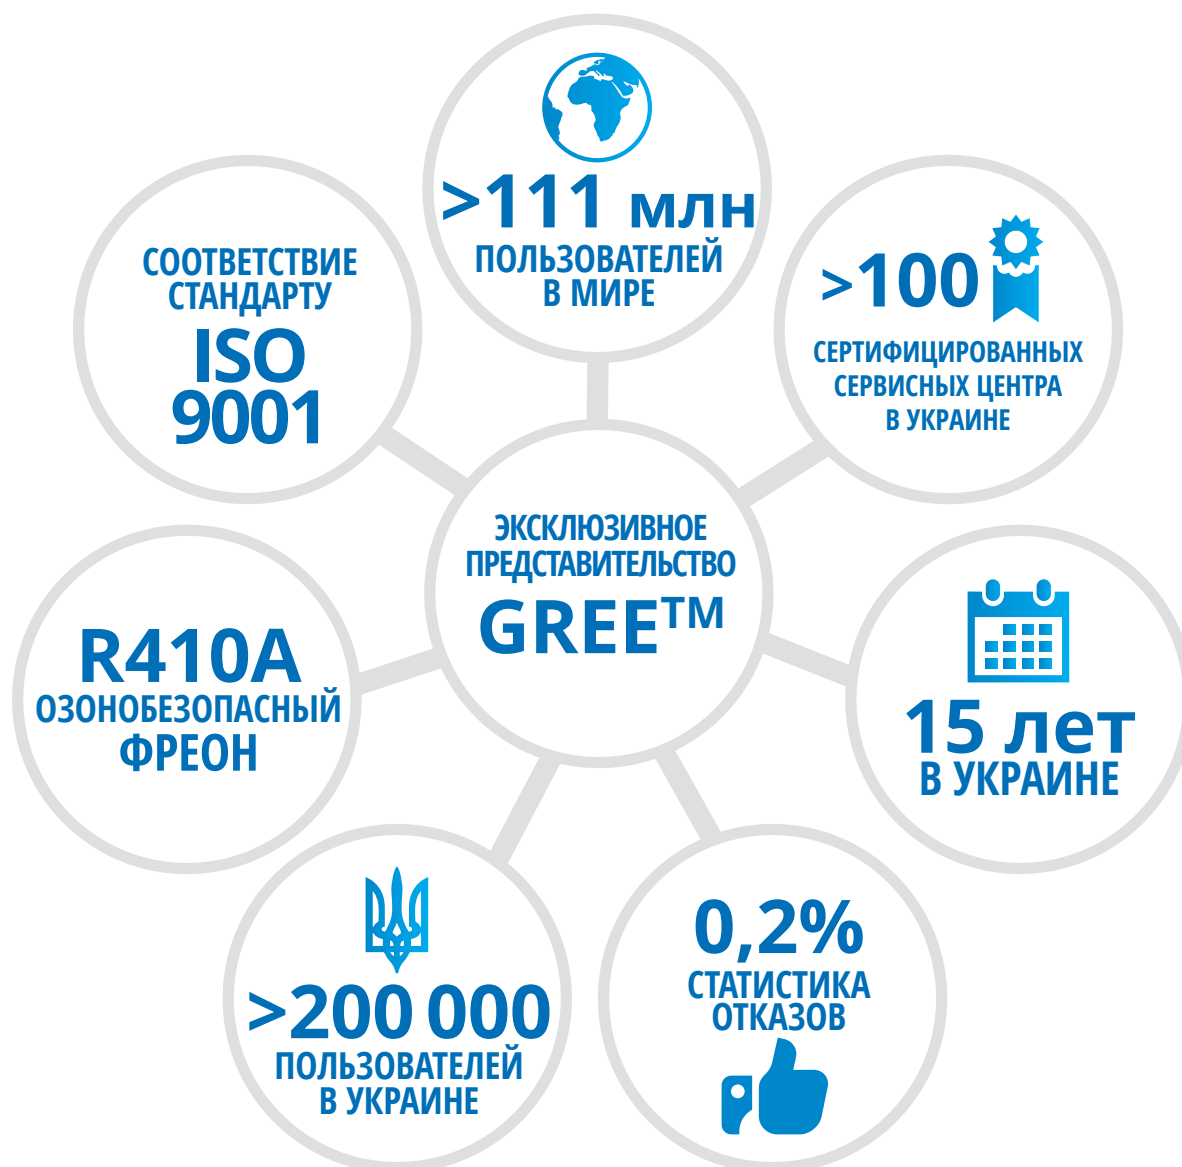 >111 млн
ПОЛЬЗОВАТЕЛЕЙ
В МИРЕ
>100
СЕРТИФИЦИРОВАННЫХ
СЕРВИСНЫХ ЦЕНТРА
В УКРАИНЕ
СООТВЕТСТВИЕ
СТАНДАРТУ
ISO
9001
ЭКСКЛЮЗИВНОЕ
ПРЕДСТАВИТЕЛЬСТВО
GREE™
R410A
ОЗОНОБЕЗОПАСНЫЙ
ФРЕОН
15 лет
В УКРАИНЕ
>200 000
ПОЛЬЗОВАТЕЛЕЙ
В УКРАИНЕ
0,2%
СТАТИСТИКА
ОТКАЗОВ